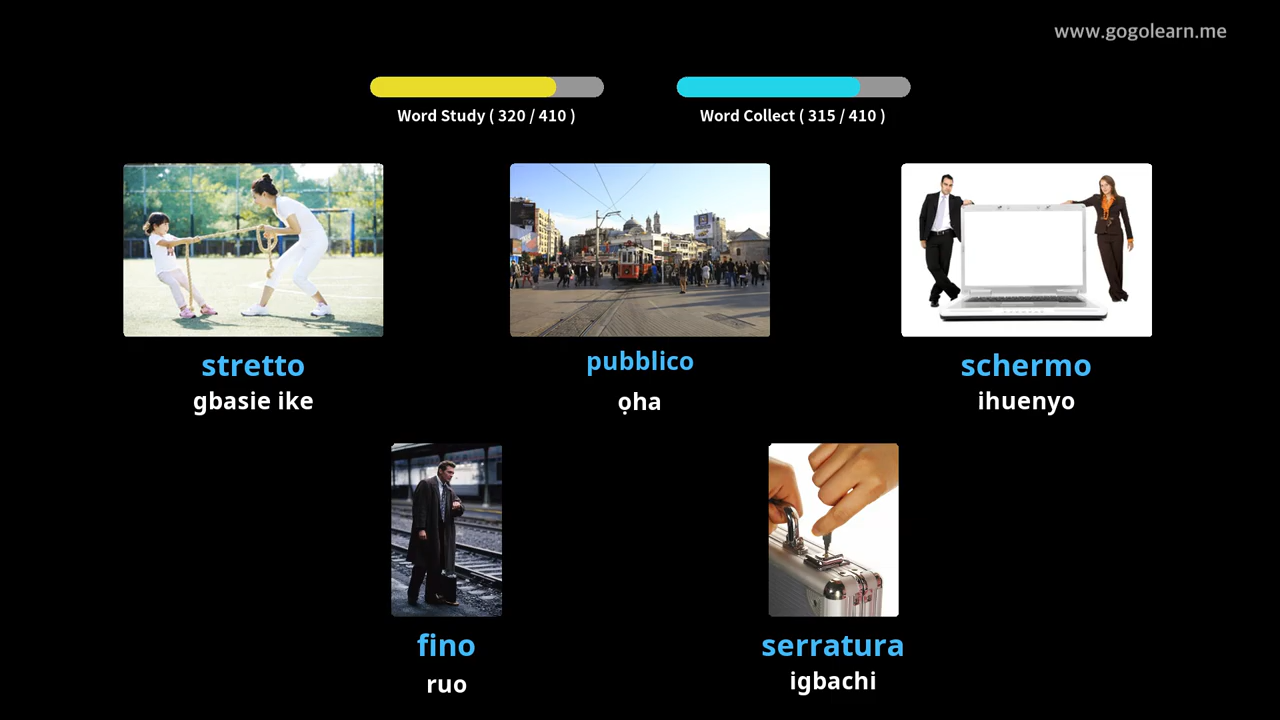 www.gogolearn.me
Word Study ( 320 / 410 )
Word Collect ( 315 / 410 )
stretto
gbasie ike
pubblico
ọha
schermo
ihuenyo
fino
ruo
serratura
igbachi